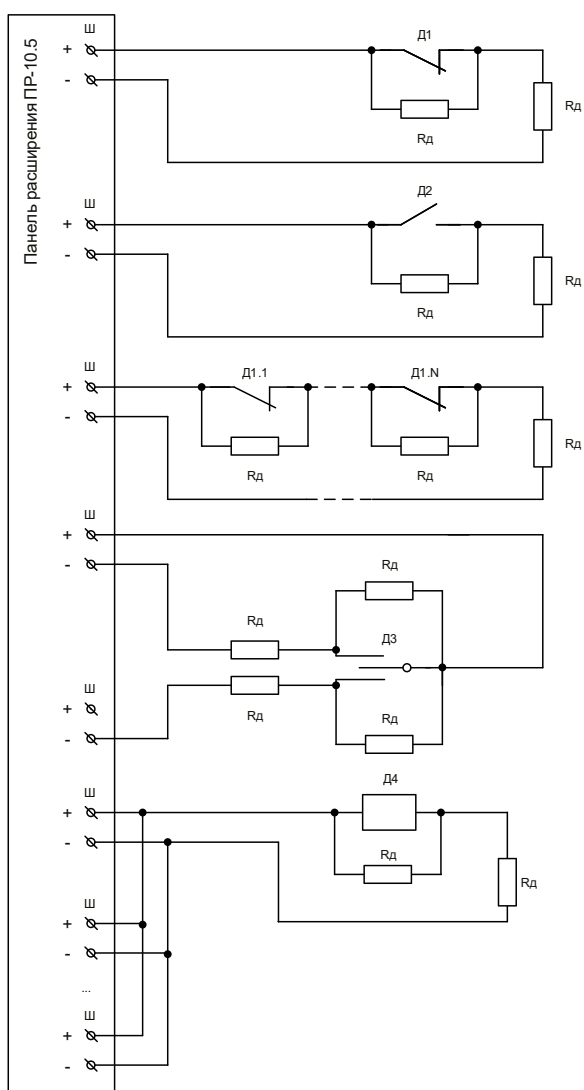 Панель расширения ПР-10.5
Ш
+
-
Д1
Rд
Rд
Ш
+
-
Д2
Rд
Rд
Ш
+
-
Д1.1
Д1.N
Rд
Rд
Rд
Ш
+
-
Rд
Rд
Д3
Ш
+
-
Rд
Rд
Ш
+
-
Д4
Rд
Rд
Ш
+
-
...
Ш
+
-